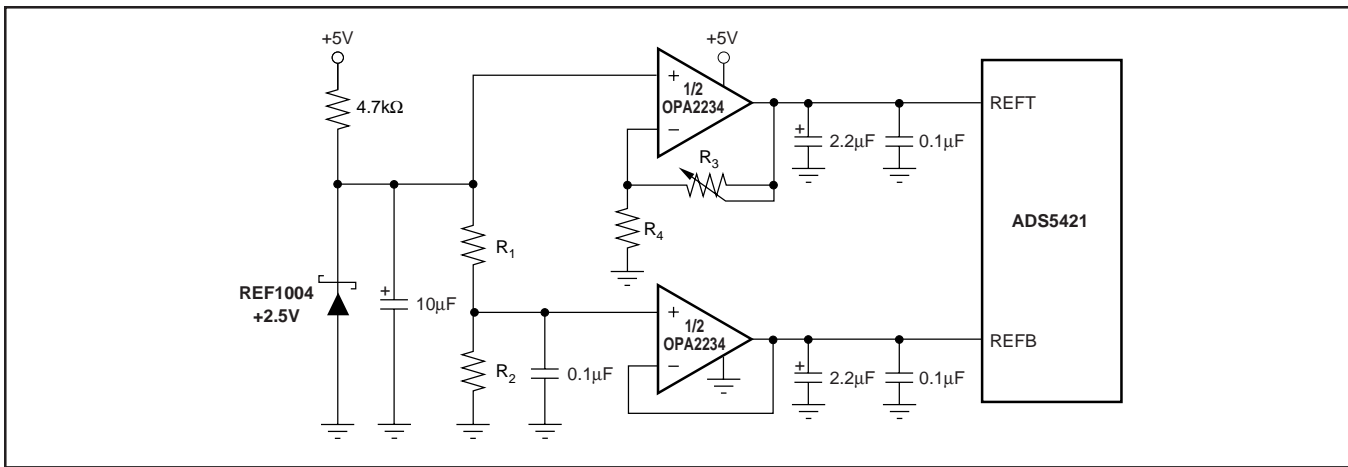 +5V
4.7kΩ
REF1004
+2.5V
10µF
R1
R2
0.1µF
+5V
+
1/2
OPA2234
−
R3
R4
+
2.2µF
0.1µF
REFT
+
1/2
OPA2234
−
+
2.2µF
0.1µF
REFB
ADS5421
+